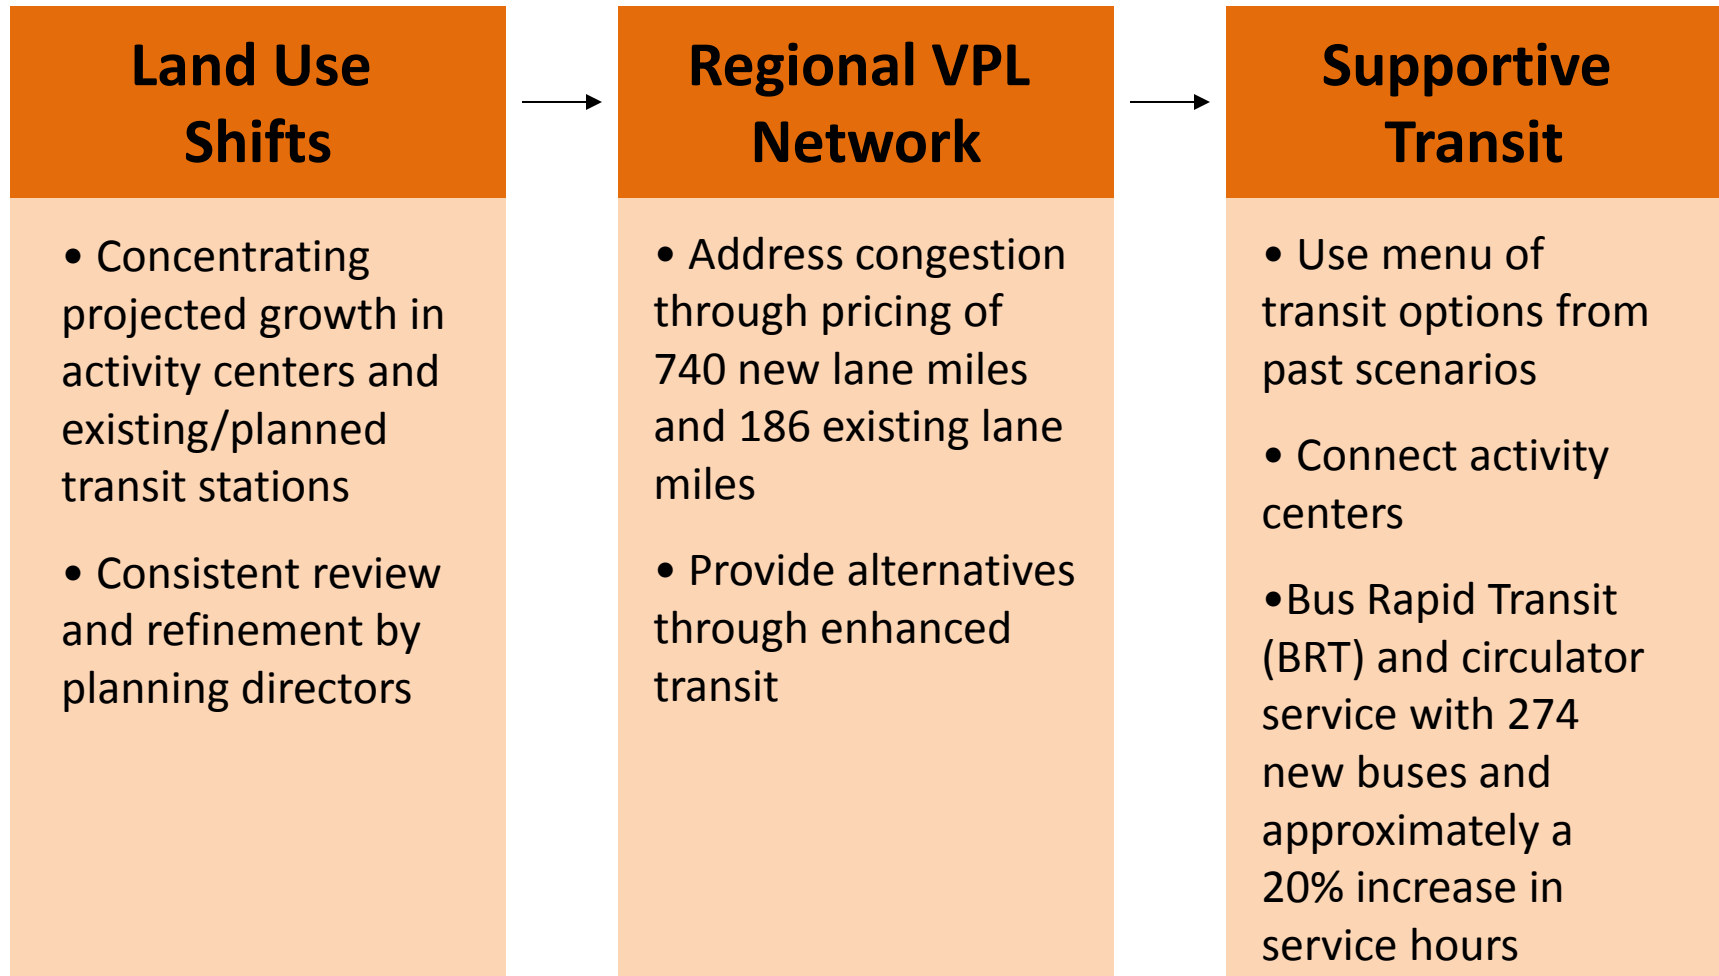 Land Use
Shifts
• Concentrating
projected growth in
activity centers and
existing/planned
transit stations
• Consistent review
and refinement by
planning directors
Regional VPL
Network
• Address congestion
through pricing of
740 new lane miles
and 186 existing lane
miles
• Provide alternatives
through enhanced
transit
Supportive
Transit
• Use menu of
transit options from
past scenarios
• Connect activity
centers
•Bus Rapid Transit
(BRT) and circulator
service with 274
new buses and
approximately a
20% increase in
service hours